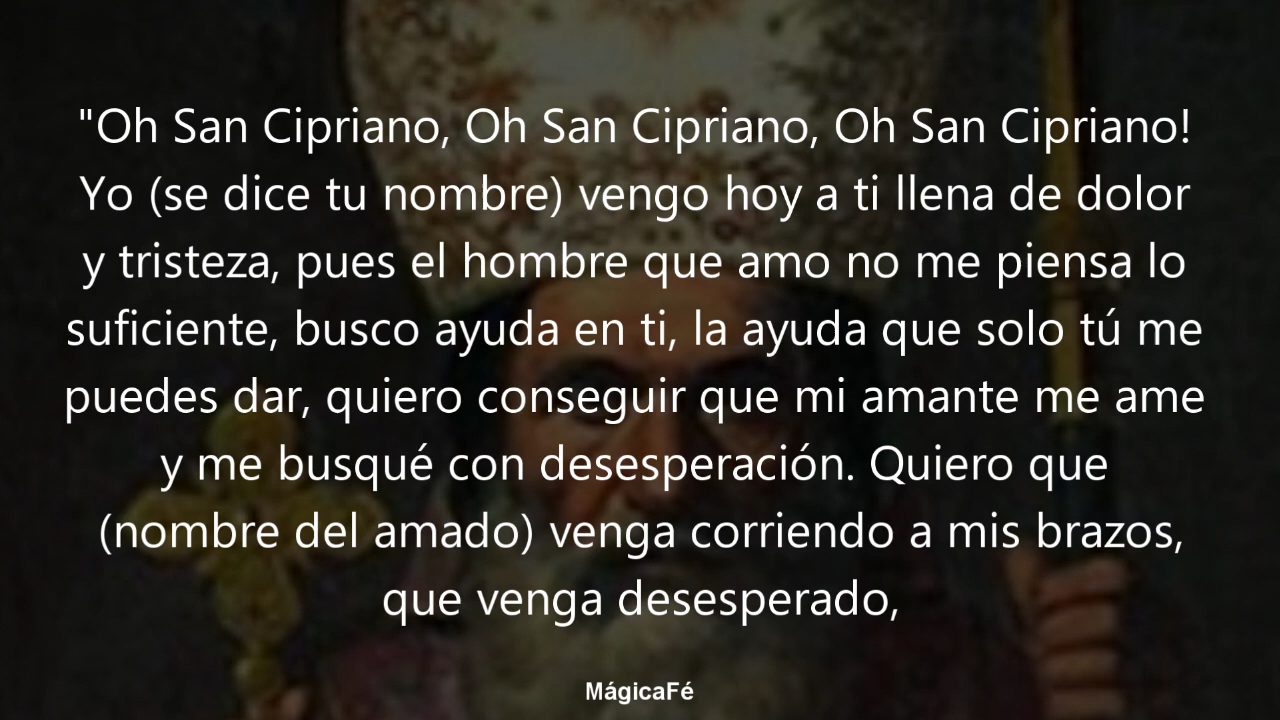 "Oh San Cipriano, Oh San Cipriano, Oh San Cipriano!
Yo (se dice tu nombre) vengo hoy a ti llena de dolor
y tristeza, pues el hombre que amo no me piensa lo
suficiente, busco ayuda en ti, la ayuda que solo tú me
puedes dar, quiero conseguir que mi amante me ame
y me busqué con desesperación. Quiero que
(nombre del amado) venga corriendo a mis brazos,
que venga desesperado,
MágicaFé